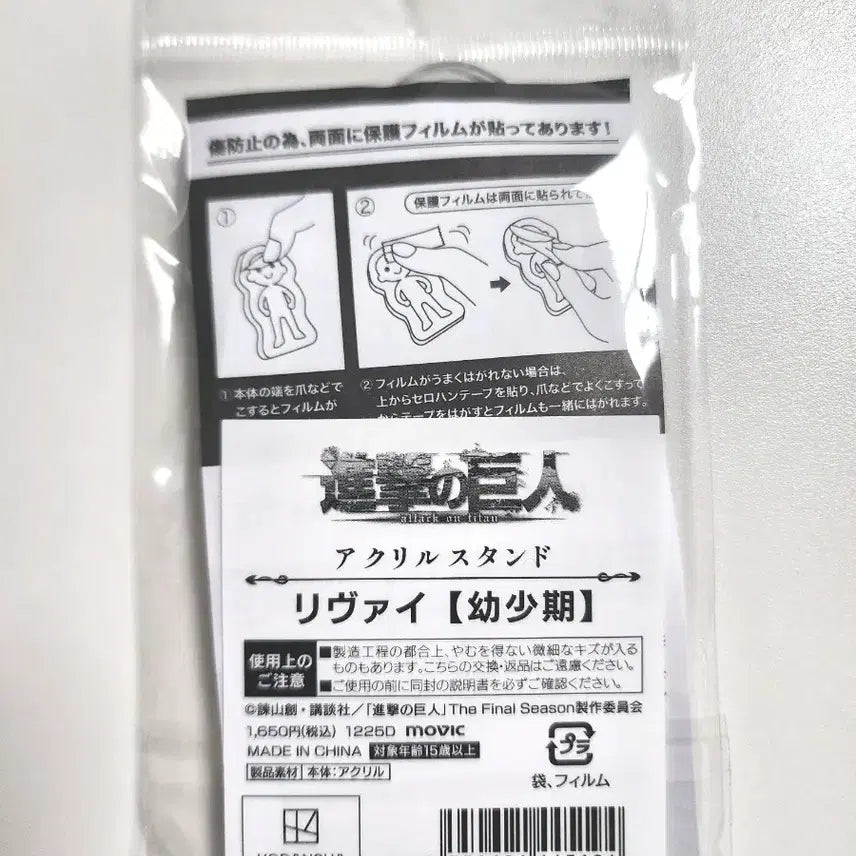 傷防止の為、両面に保護フィルムが貼ってあります!
①
②
保護フィルムは両面に貼られて
①本体の端を爪などで
こするとフィルムが
②フィルムがうまくはがれない場合は、
上からセロハンテープを貼り、爪などでよくこすって
からテープをはがすとフィルムも一緒にはがれます。
進撃の巨人
attack on titan
アクリルスタンド
リヴァイ【幼少期】
使用上の
ご注意
■製造工程の都合上、やむを得ない微細なキズが入る
ものもあります。こちらの交換・返品はご遠慮ください。
■ご使用の前に同封の説明書を必ずご確認ください。
©諫山創・講談社/「進撃の巨人」The Final Season製作委員会
1,650円(税込) 1225D movic
MADE IN CHINA 対象年齢15歳以上
製品素材 本体:アクリル
プラ
袋、フィルム